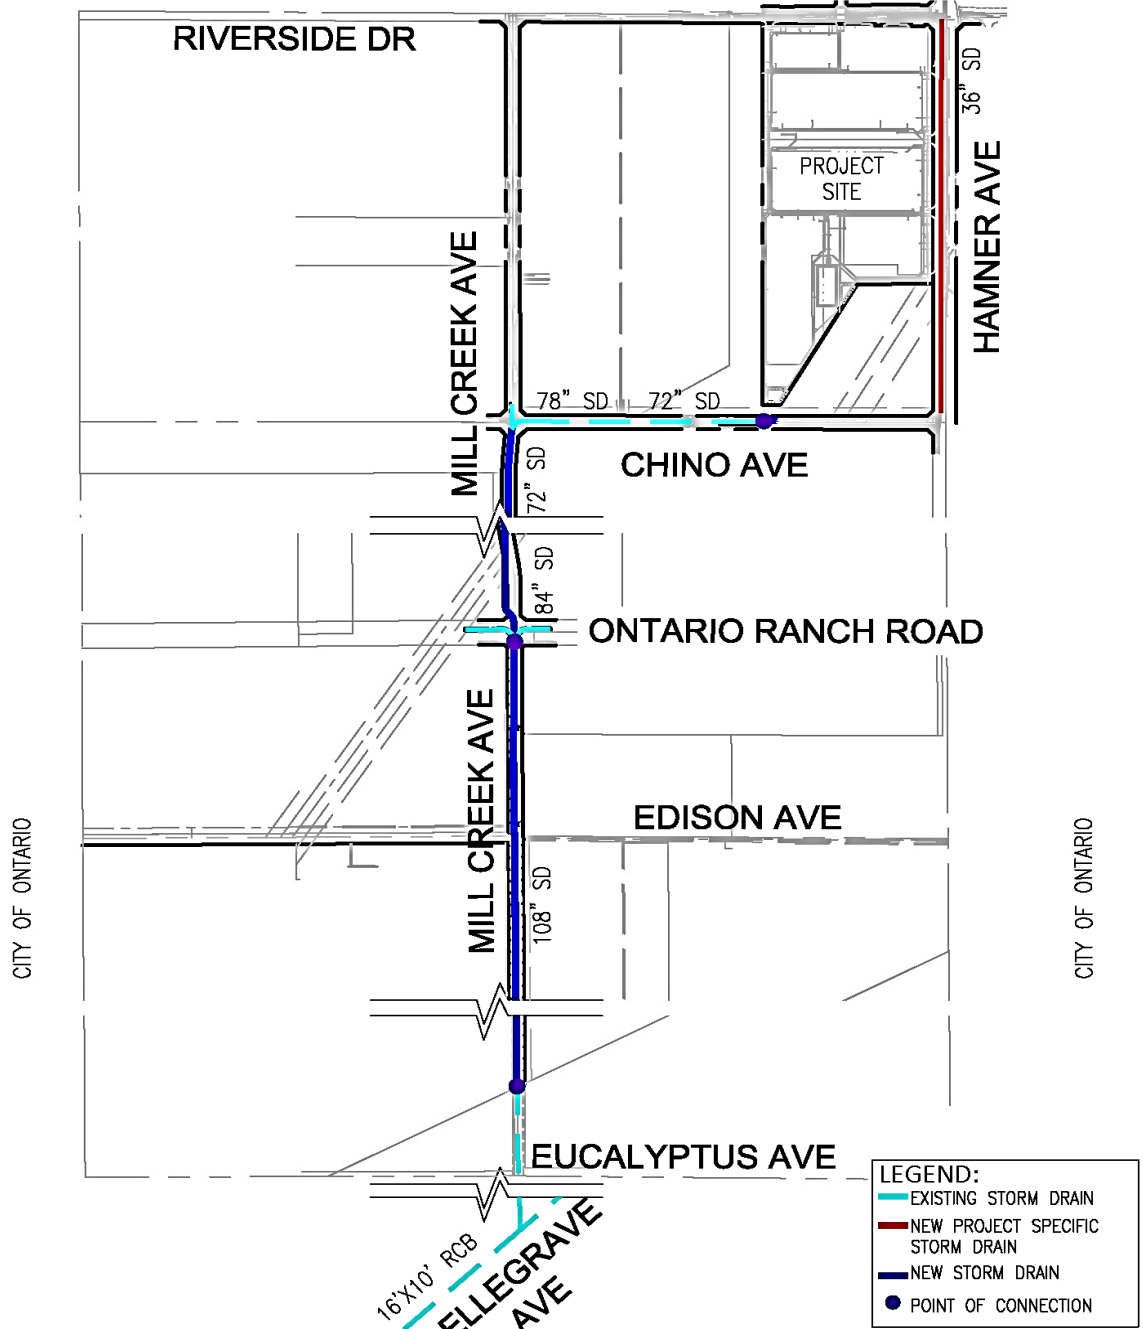 RIVERSIDE DR
36" SD
PROJECT
SITE
HAMNER AVE
MILL CREEK AVE
78" SD
72" SD
CHINO AVE
72" SD
84" SD
ONTARIO RANCH ROAD
MILL CREEK AVE
EDISON AVE
CITY OF ONTARIO
108" SD
CITY OF ONTARIO
EUCALYPTUS AVE
16'X10' RCB
ELLEGRAVE
AVE
LEGEND:
EXISTING STORM DRAIN
NEW PROJECT SPECIFIC
STORM DRAIN
NEW STORM DRAIN
POINT OF CONNECTION